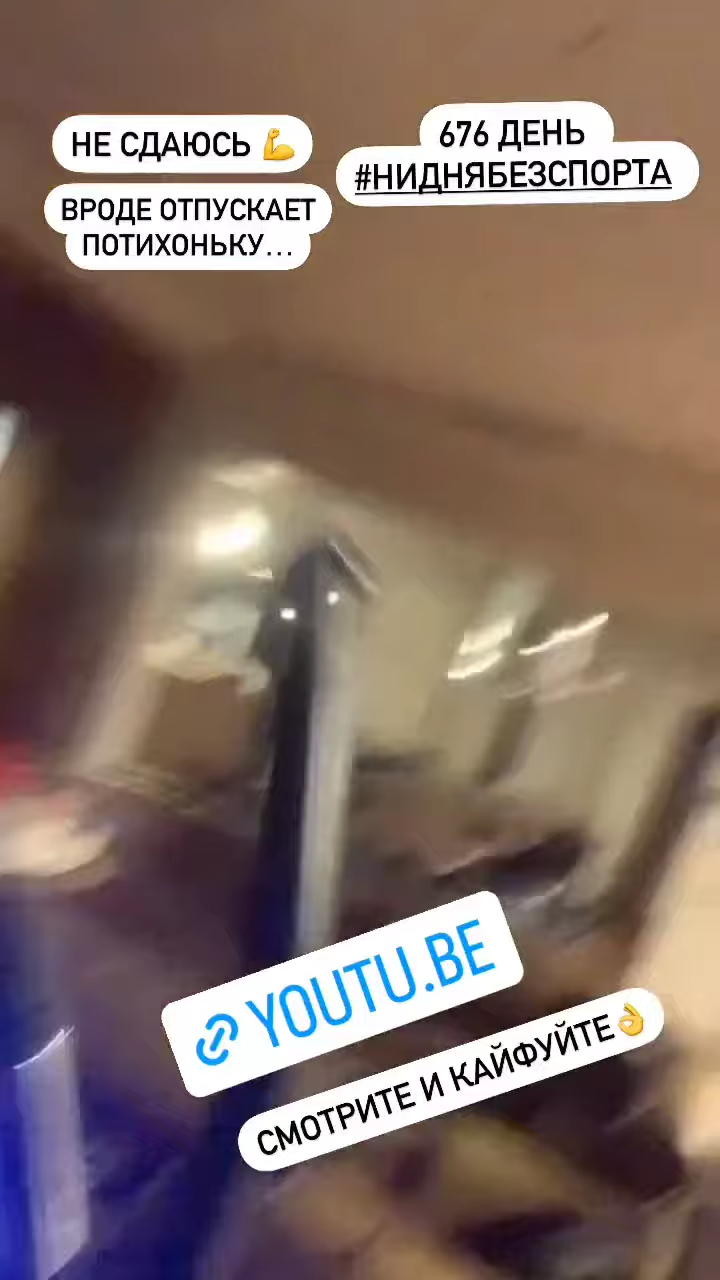 НЕ СДАЮСЬ 💪
ВРОДЕ ОТПУСКАЕТ
ПОТИХОНЬКУ...
676 ДЕНЬ
#НИДНЯБЕЗСПОРТА
YOUTU.BE
СМОТРИТЕ И КАЙФУЙТЕ👌